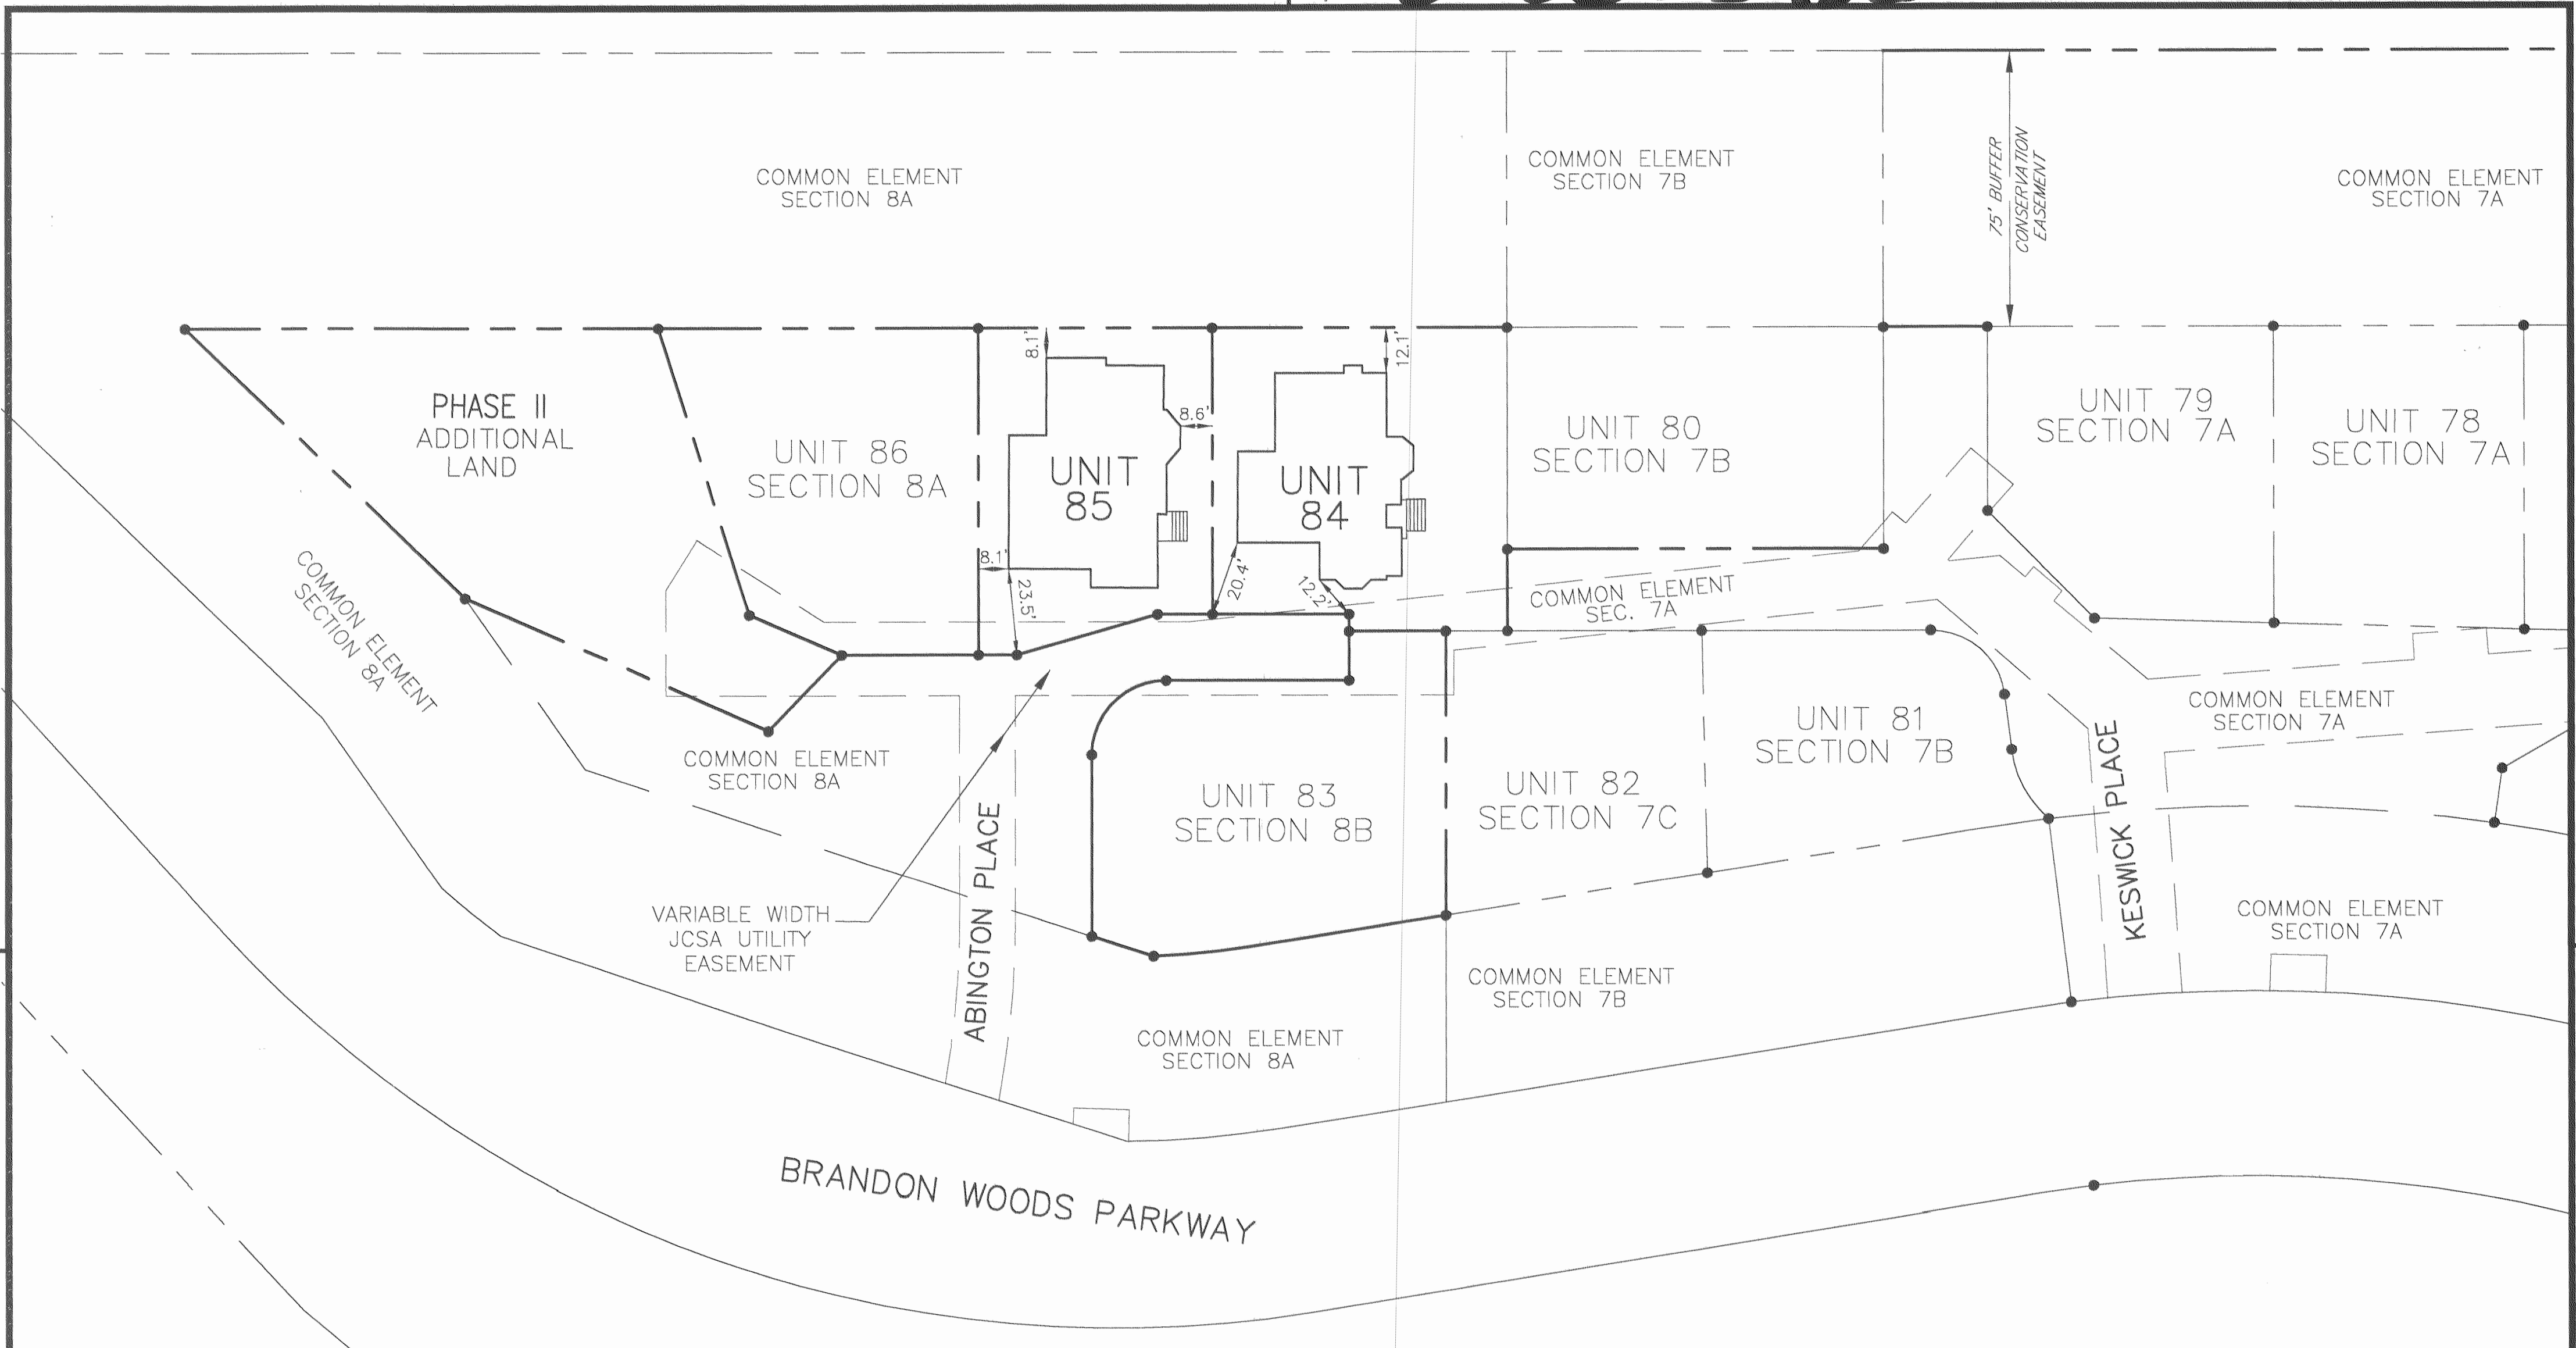 COMMON ELEMENT
SECTION 8A
COMMON ELEMENT
SECTION 7B
75' BUFFER
CONSERVATION
EASEMENT
COMMON ELEMENT
SECTION 7A
8.1'
12.1'
PHASE II
ADDITIONAL
LAND
UNIT 86
SECTION 8A
UNIT
85
8.6'
UNIT
84
UNIT 80
SECTION 7B
UNIT 79
SECTION 7A
UNIT 78
SECTION 7A
8.1'
23.5'
20.4'
12.2'
COMMON ELEMENT
SEC. 7A
COMMON ELEMENT
SECTION 8A
COMMON ELEMENT
SECTION 8A
UNIT 83
SECTION 8B
UNIT 82
SECTION 7C
UNIT 81
SECTION 7B
KESWICK PLACE
COMMON ELEMENT
SECTION 7A
VARIABLE WIDTH
JCSA UTILITY
EASEMENT
ABINGTON PLACE
COMMON ELEMENT
SECTION 7A
COMMON ELEMENT
SECTION 7B
COMMON ELEMENT
SECTION 8A
BRANDON WOODS PARKWAY